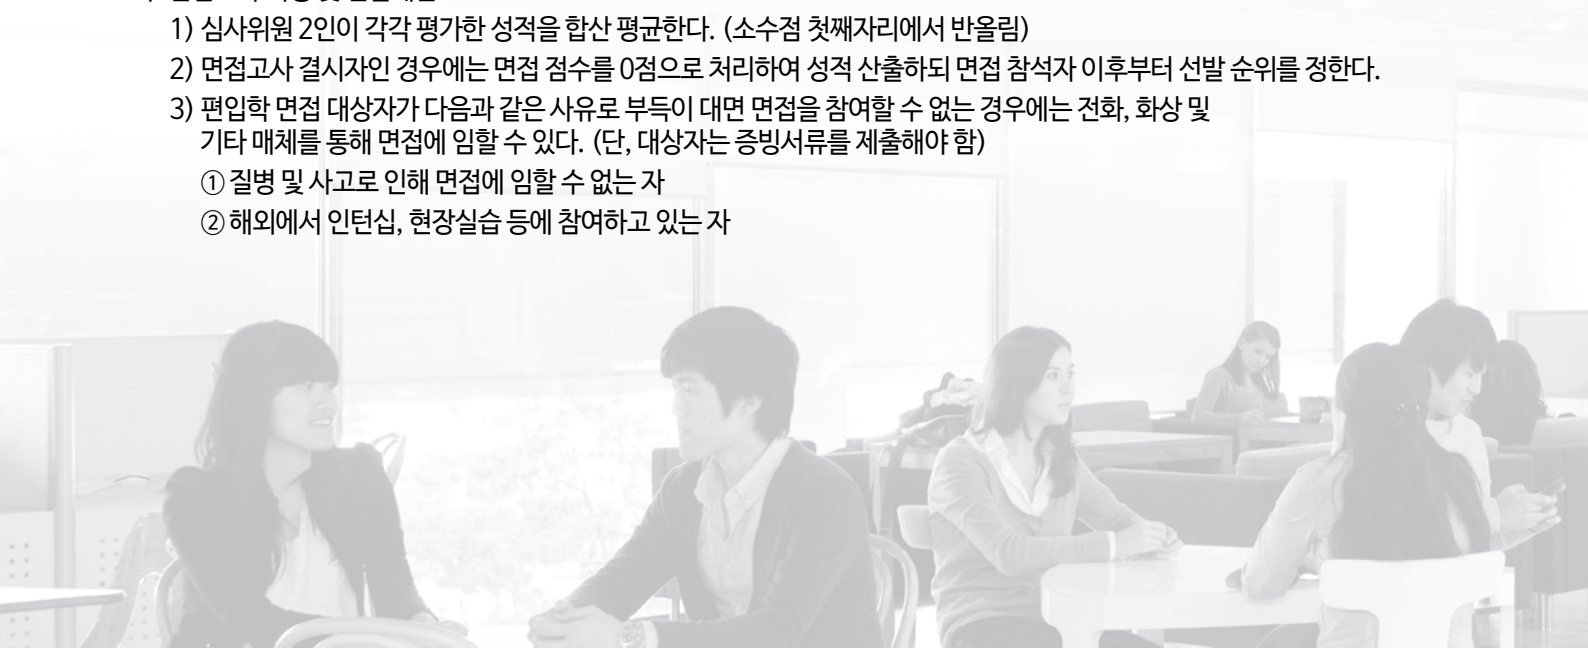 1) 심사위원 2인이 각각 평가한 성적을 합산 평균한다. (소수점 첫째자리에서 반올림)
2) 면접고사 결시자인 경우에는 면접 점수를 0점으로 처리하여 성적 산출하되 면접 참석자 이후부터 선발 순위를 정한다.
3) 편입학 면접 대상자가 다음과 같은 사유로 부득이 대면 면접을 참여할 수 없는 경우에는 전화, 화상 및
기타 매체를 통해 면접에 임할 수 있다. (단, 대상자는 증빙서류를 제출해야 함)
① 질병 및 사고로 인해 면접에 임할 수 없는 자
② 해외에서 인턴십, 현장실습 등에 참여하고 있는 자